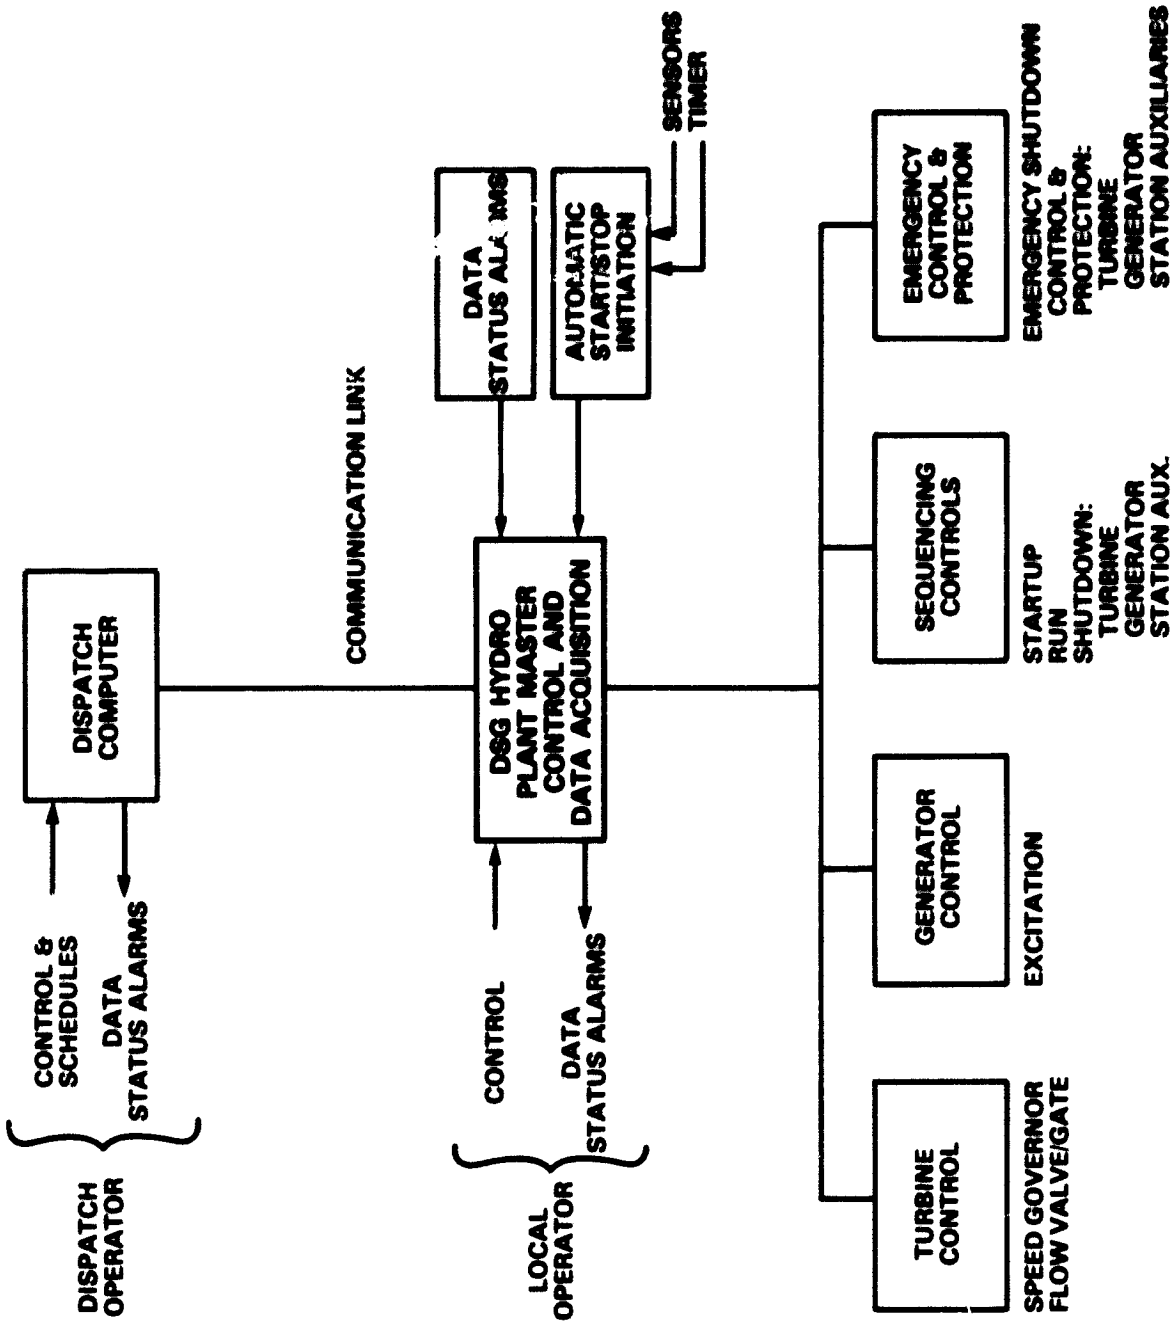 DISPATCH
OPERATOR
CONTROL &
SCHEDULES
DATA
STATUS ALARMS
DISPATCH
COMPUTER
COMMUNICATION LINK
LOCAL
OPERATOR
CONTROL
DATA
STATUS ALARMS
DSG HYDRO
PLANT MASTER
CONTROL AND
DATA ACQUISITION
DATA
STATUS ALARMS
AUTOMATIC
START/STOP
INITIATION
SENSORS
TIMER
TURBINE
CONTROL
SPEED GOVERNOR
FLOW VALVE/GATE
GENERATOR
CONTROL
EXCITATION
SEQUENCING
CONTROLS
STARTUP
RUN
SHUTDOWN:
TURBINE
GENERATOR
STATION AUX.
EMERGENCY
CONTROL &
PROTECTION
EMERGENCY SHUTDOWN
CONTROL &
PROTECTION:
TURBINE
GENERATOR
STATION AUXILIARIES